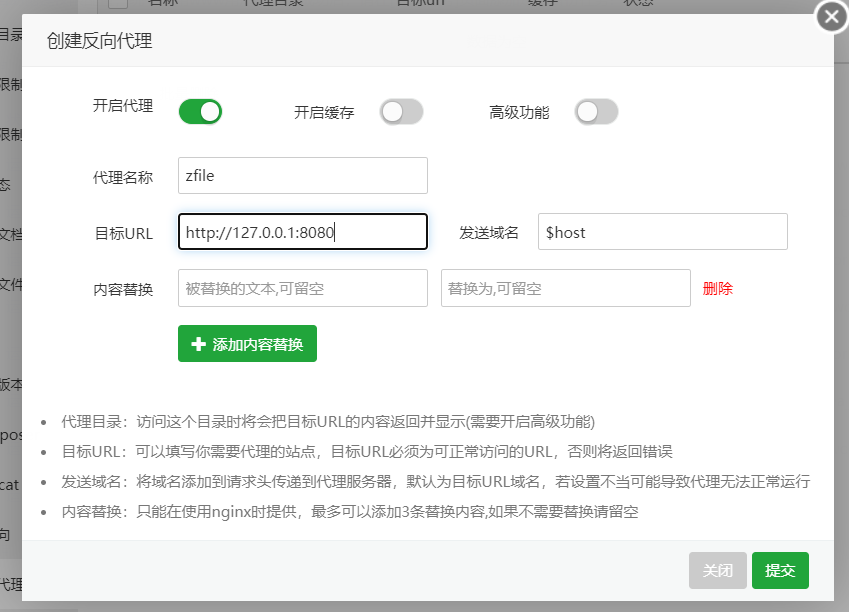 名称 代理目录 目标url 缓存 状态
创建反向代理
开启代理 开启缓存 高级功能
代理名称 zfile
目标URL http://127.0.0.1:8080 发送域名 $host
内容替换 被替换的文本,可留空 替换为,可留空 删除
添加内容替换
代理目录：访问这个目录时将会把目标URL的内容返回并显示(需要开启高级功能)
目标URL：可以填写你需要代理的站点，目标URL必须为可正常访问的URL，否则将返回错误
发送域名：将域名添加到请求头传递到代理服务器，默认为目标URL域名，若设置不当可能导致代理无法正常运行
内容替换：只能在使用nginx时提供，最多可以添加3条替换内容,如果不需要替换请留空
关闭 提交
目录
限制
限制
态
文档
文件
版本
pos
cat
向
代理